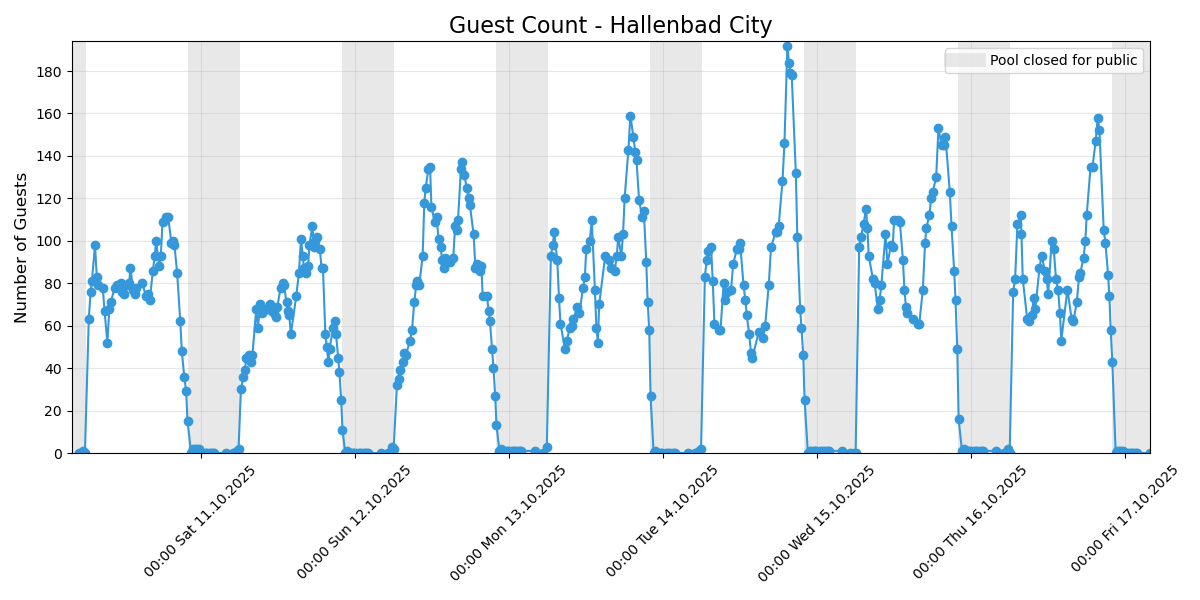 Guest Count - Hallenbad City
Pool closed for public
Number of Guests
180
160
140
120
100
80
60
40
20
0
00:00 Sat 11.10.2025
00:00 Sun 12.10.2025
00:00 Mon 13.10.2025
00:00 Tue 14.10.2025
00:00 Wed 15.10.2025
00:00 Thu 16.10.2025
00:00 Fri 17.10.2025